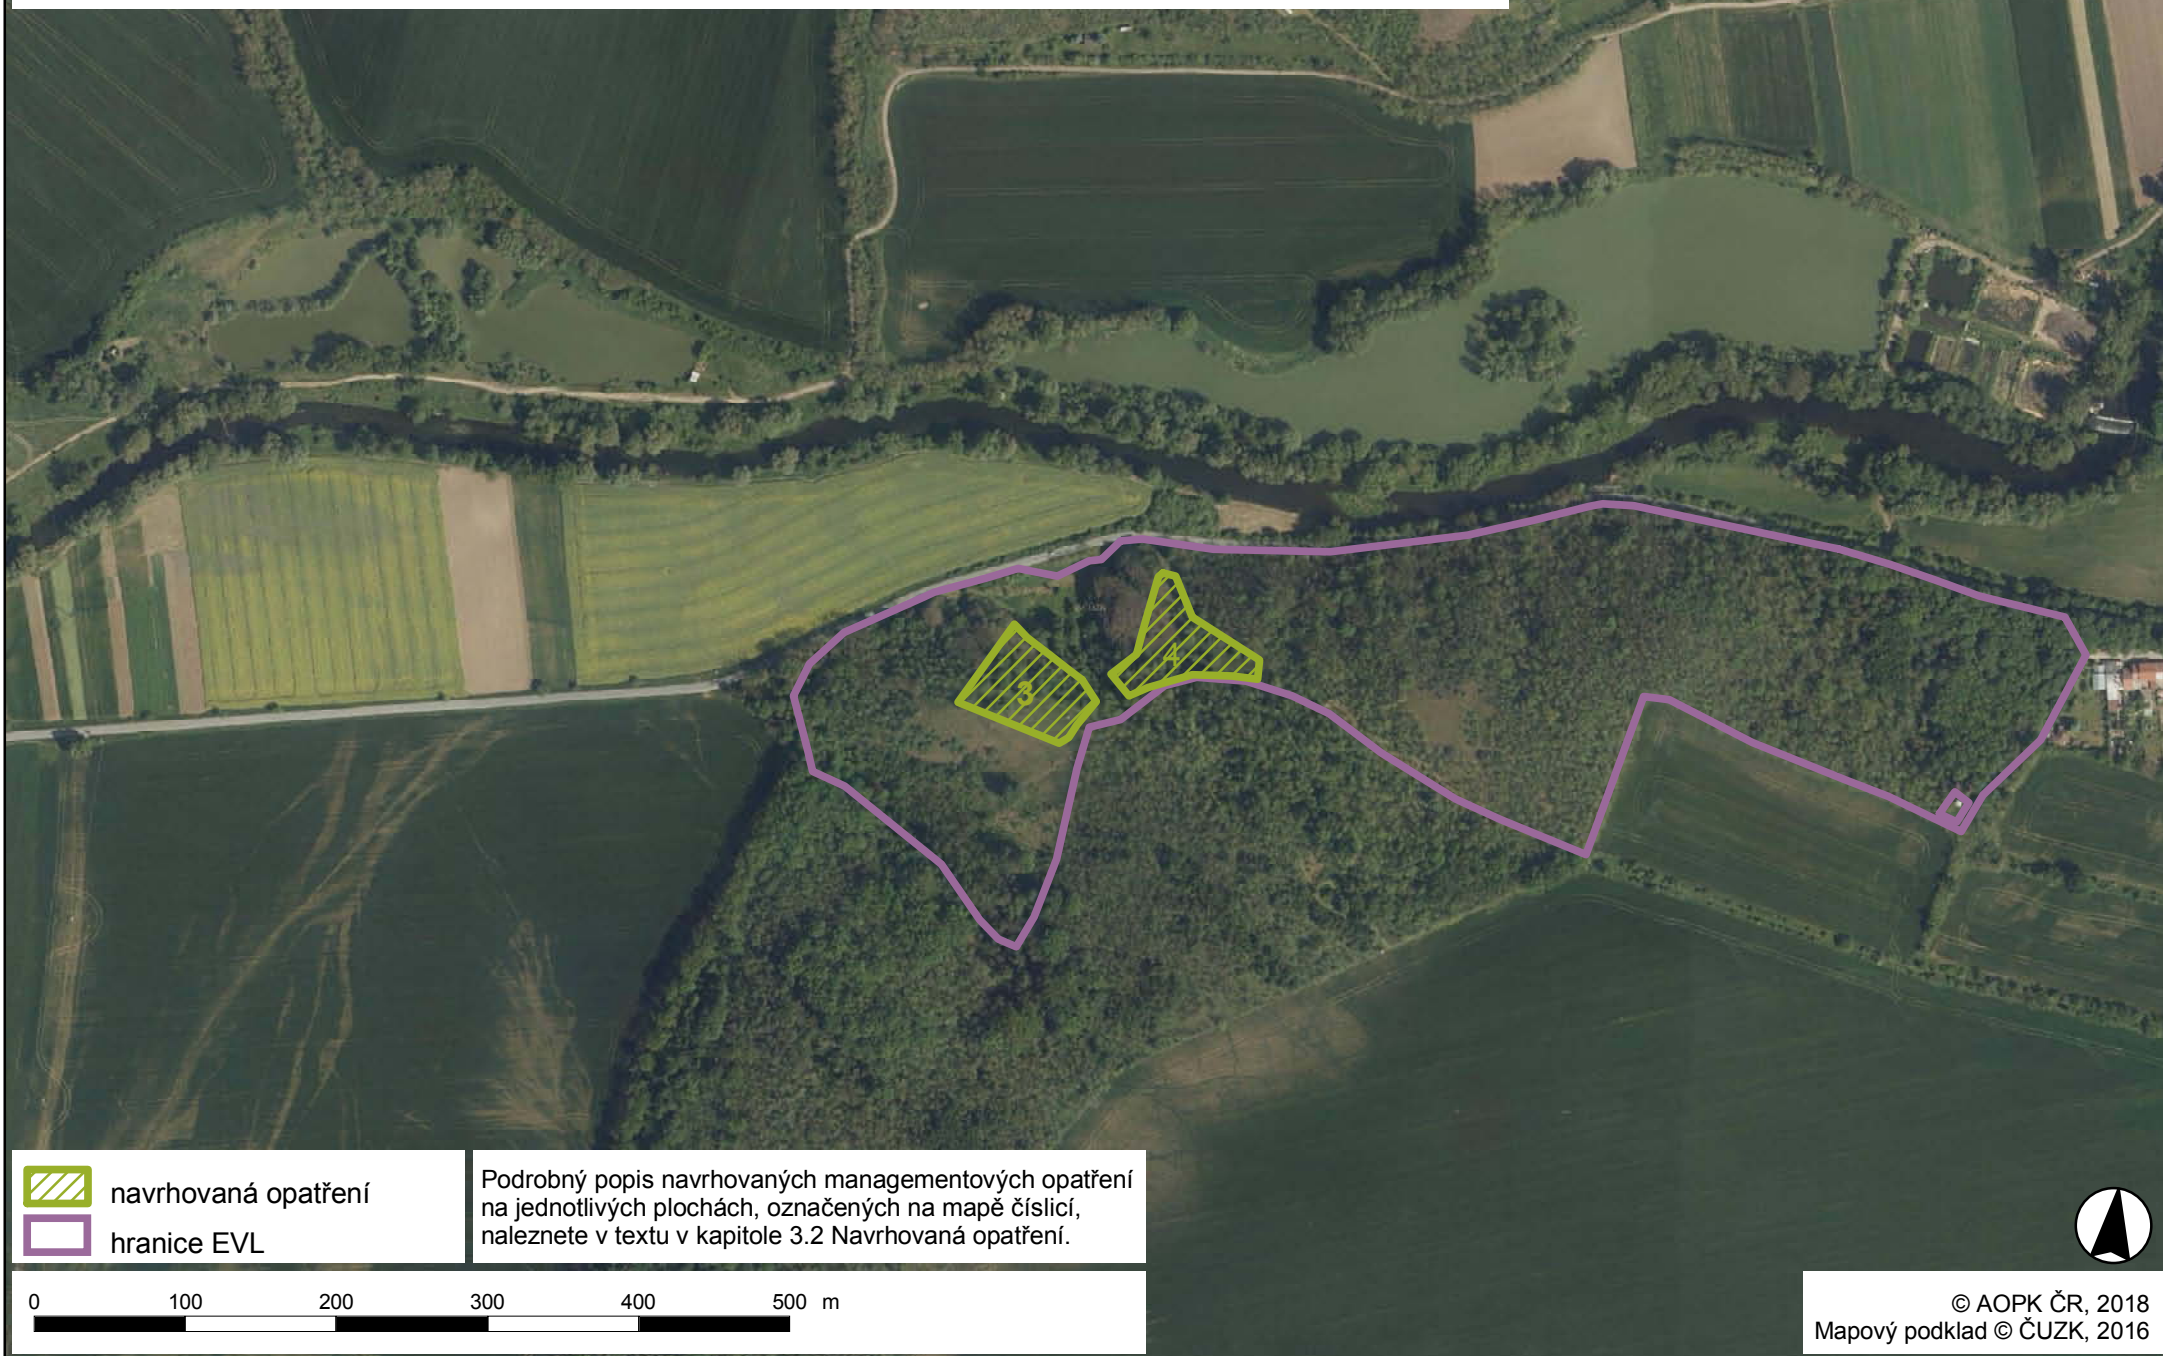 3
4
navrhovaná opatření
hranice EVL
Podrobný popis navrhovaných managementových opatření
na jednotlivých plochách, označených na mapě číslicí,
naleznete v textu v kapitole 3.2 Navrhovaná opatření.
0 100 200 300 400 500 m
© AOPK ČR, 2018
Mapový podklad © ČUZK, 2016